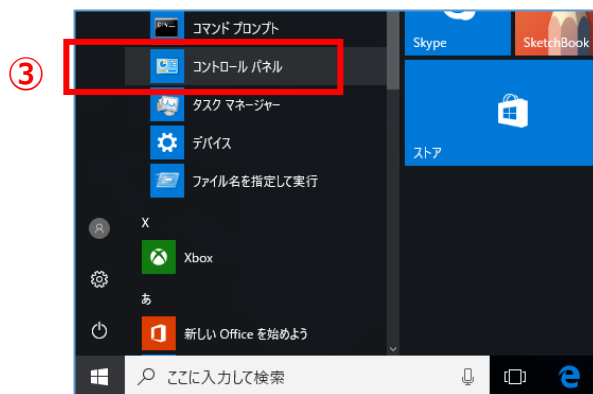 コマンド プロンプト
Skype
SketchBook
③
コントロール パネル
タスク マネージャー
デバイス
ストア
ファイル名を指定して実行
X
Xbox
あ
新しい Office を始めよう
ここに入力して検索